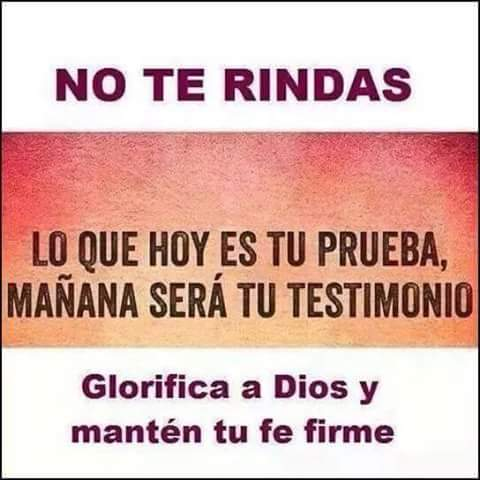 NO TE RINDAS
LO QUE HOY ES TU PRUEBA,
MAÑANA SERÁ TU TESTIMONIO
Glorifica a Dios y
mantén tu fe firme